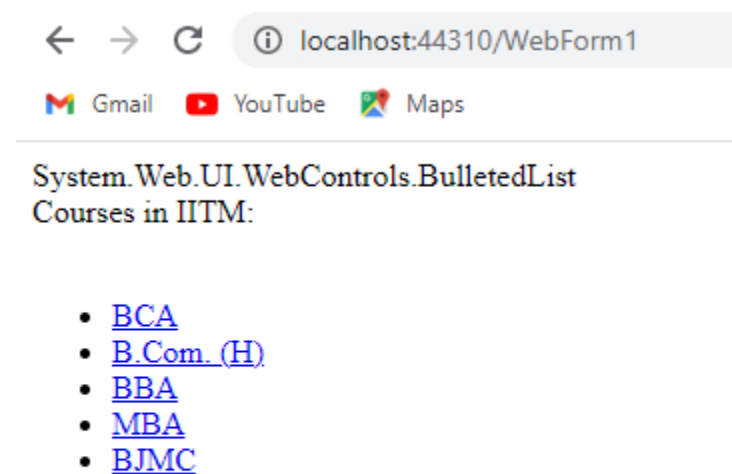 localhost:44310/WebForm1
Gmail YouTube Maps
System.Web.UI.WebControls.BulletedList
Courses in IITM:
BCA
B.Com. (H)
BBA
MBA
BJMC